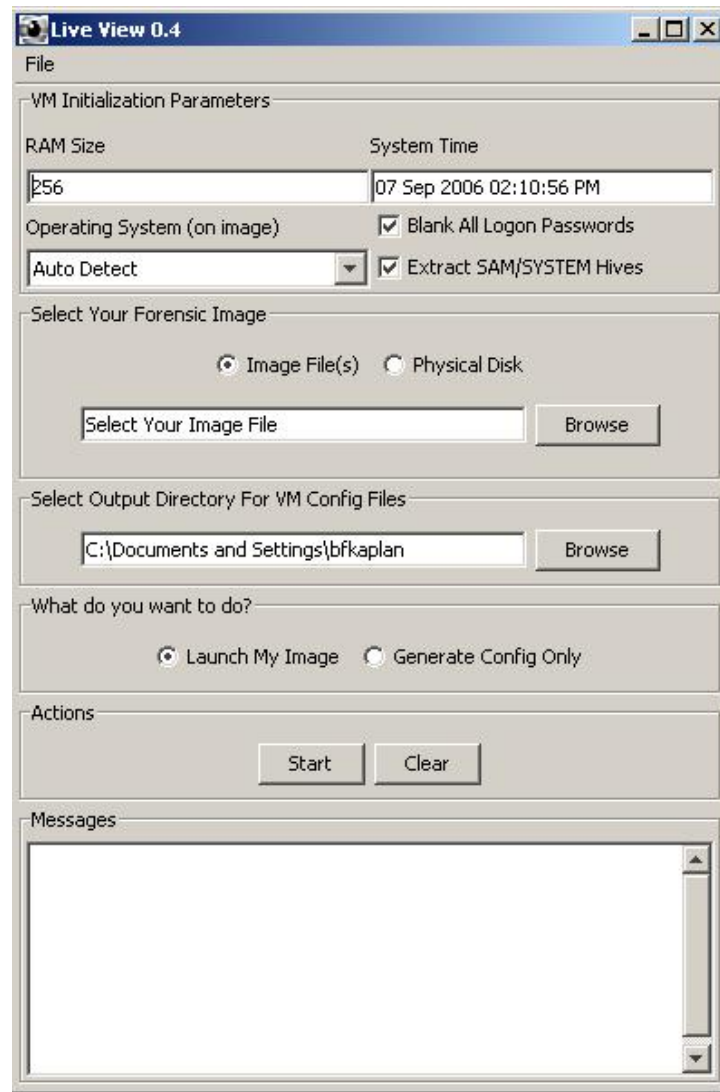 Live View 0.4
File
VM Initialization Parameters
RAM Size
System Time
256
07 Sep 2006 02:10:56 PM
Operating System (on image)
Blank All Logon Passwords
Auto Detect
Extract SAM/SYSTEM Hives
Select Your Forensic Image
Image File(s)
Physical Disk
Select Your Image File
Browse
Select Output Directory For VM Config Files
C:\Documents and Settings\bfkaplan
Browse
What do you want to do?
Launch My Image
Generate Config Only
Actions
Start
Clear
Messages